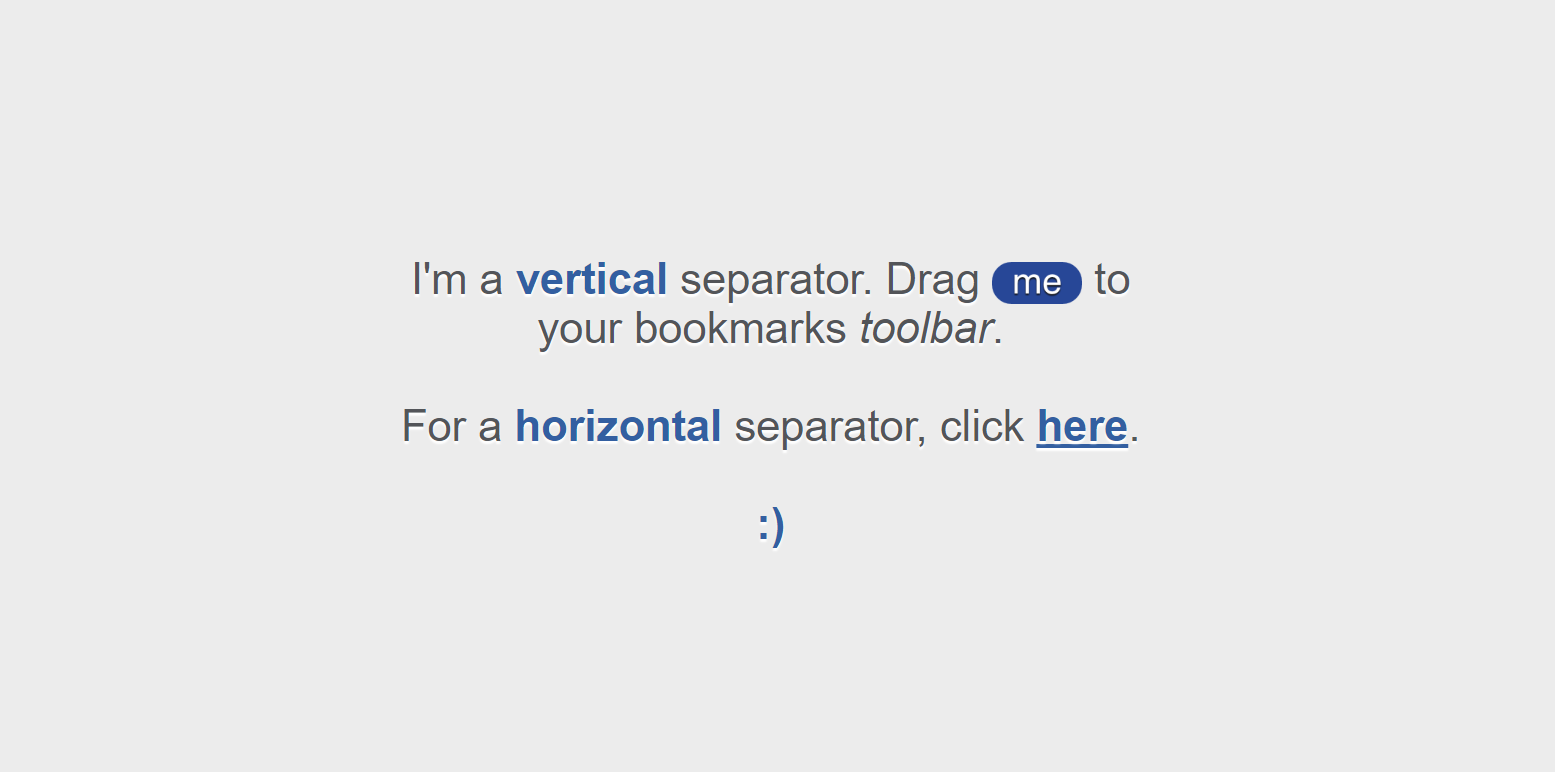 I'm a vertical separator. Drag me to
your bookmarks toolbar.
For a horizontal separator, click here.
:)